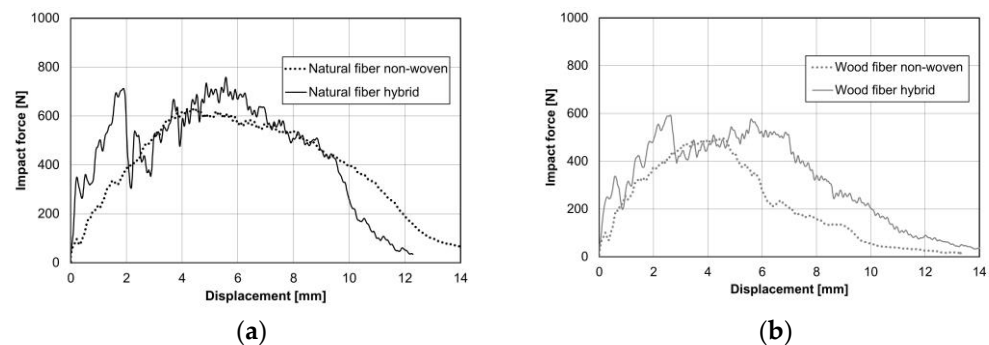 1000
800
600
400
200
0
Impact force [N]
Natural fiber non-woven
Natural fiber hybrid
0 2 4 6 8 10 12 14
Displacement [mm]
(a)
1000
800
600
400
200
0
Impact force [N]
Wood fiber non-woven
Wood fiber hybrid
0 2 4 6 8 10 12 14
Displacement [mm]
(b)